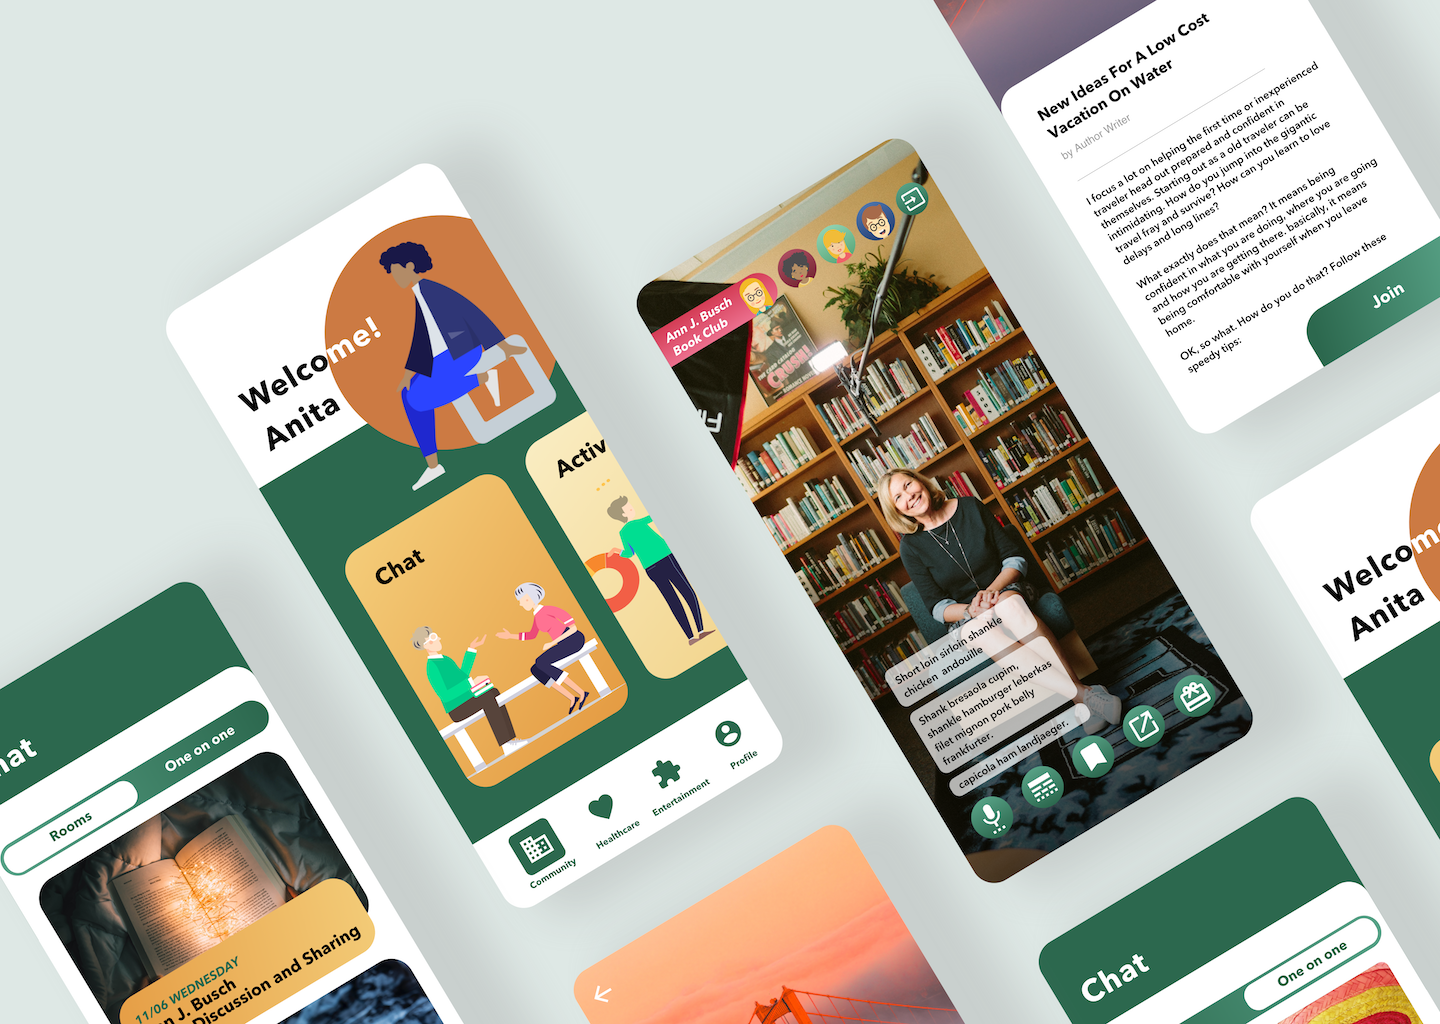 New Ideas For A Low Cost
Vacation On Water
by Author Writer
I focus a lot on helping the first time or inexperienced
traveler head out prepared and confident in
themselves. Starting out as a old traveler can be
intimidating. How do you jump into the gigantic
travel fray and survive? How can you learn to love
delays and long lines?
What exactly does that mean? It means being
confident in what you are doing, where you are going
and how you are getting there. basically, it means
being comfortable with yourself when you leave
home.
OK, so what. How do you do that? Follow these
speedy tips:
Join
Welcome!
Anita
Chat
Activ
Community
Healthcare
Entertainment
Profile
Ann J. Busch
Book Club
CRUSH!
Short loin sirloin shankle
chicken andouille
Shank bresaola cupim,
shankle hamburger leberkas
filet mignon pork belly
frankfurter.
capicola ham landjaeger.
hat
Rooms
One on one
11/06 WEDNESDAY
n J. Busch
Discussion and Sharing
Welcome
Anita
Chat
One on one